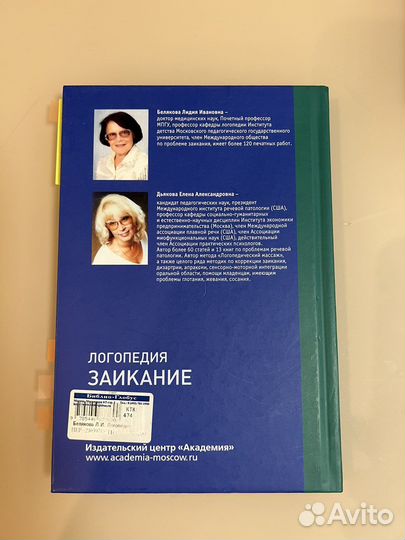 Белякова Лидия Ивановна –
доктор медицинских наук, Почетный профессор
МПГУ, профессор кафедры логопедии Института
детства Московского педагогического государственного
университета, член Международного общества
по проблеме заикания, имеет более 120 печатных работ.
Дьякова Елена Александровна –
кандидат педагогических наук, президент
Международного института речевой патологии (США),
профессор кафедры социально-гуманитарных
и естественно-научных дисциплин Института экономики
предпринимательства (Москва), член Международной
ассоциации плавной речи (США), член Ассоциации
миофункциональных наук (США), действительный
член Ассоциации практических психологов.
Автор более 60 статей и 13 книг по проблемам речевой
патологии. Автор метода «Логопедический массаж»,
а также целого ряда методик по коррекции заикания,
дизартрии, апраксии, сенсорно-моторной интеграции
оральной области, помощи младенцам, имеющим
проблемы глотания, жевания, сосания.
ЛОГОПЕДИЯ
ЗАИКАНИЕ
Библио-Глобус
КТК
474
Белякова Л.И.
Издательский центр «Академия»
www.academia-moscow.ru
Avito